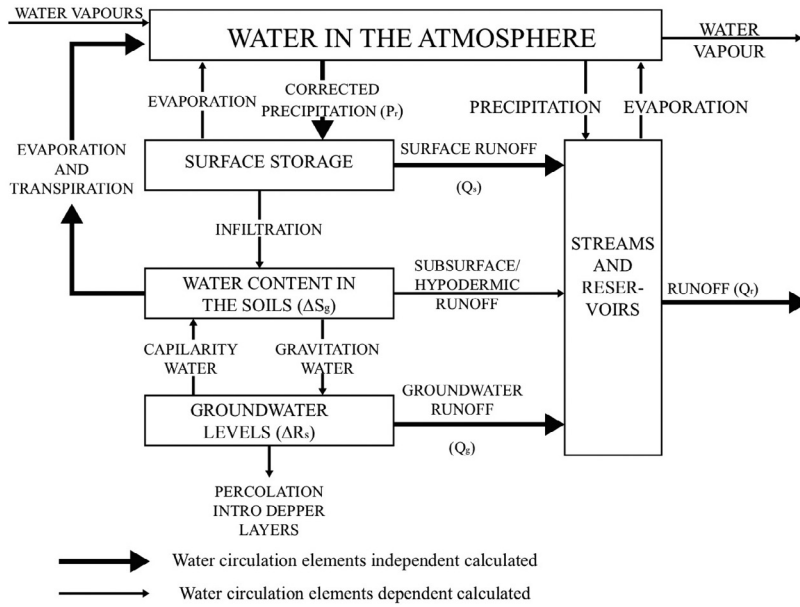 WATER VAPOURS
WATER IN THE ATMOSPHERE
WATER
VAPOUR
EVAPORATION
CORRECTED
PRECIPITATION (Pᵣ)
PRECIPITATION
EVAPORATION
EVAPORATION
AND
TRANSPIRATION
SURFACE STORAGE
SURFACE RUNOFF
(Qₛ)
INFILTRATION
STREAMS
AND
RESER-
VOIRS
WATER CONTENT IN
THE SOILS (ΔS_g)
SUBSURFACE/
HYPODERMIC
RUNOFF
RUNOFF (Qᵣ)
CAPILARITY
WATER
GRAVITATION
WATER
GROUNDWATER
LEVELS (ΔRₛ)
GROUNDWATER
RUNOFF
(Q_g)
PERCOLATION
INTRO DEPPER
LAYERS
Water circulation elements independent calculated
Water circulation elements dependent calculated